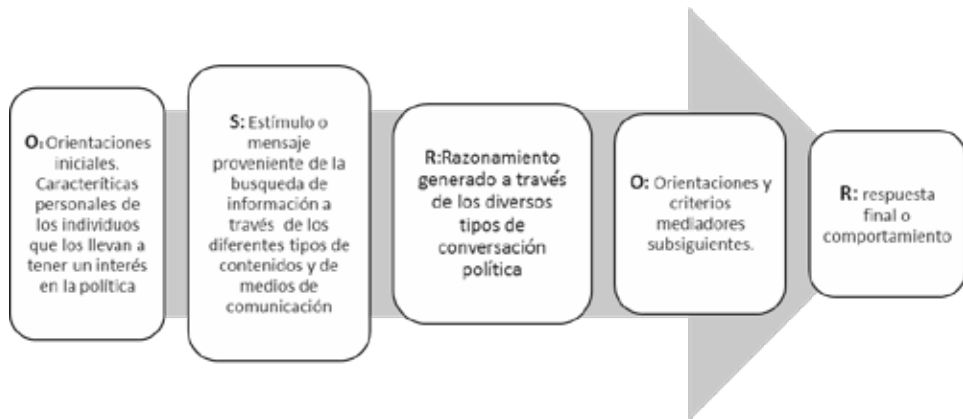 O: Orientaciones
iniciales.
Caracteríticas
personales de
los individuos
que los llevan a
tener un interés
en la política
S: Estímulo o
mensaje
proveniente de la
busqueda de
información a
través de los
diferentes tipos de
contenidos y de
medios de
comunicación
R:Razonamiento
generado a través
de los diversos
tipos de
conversación
política
O: Orientaciones y
criterios
mediadores
subsiguientes.
R: respuesta
final o
comportamiento